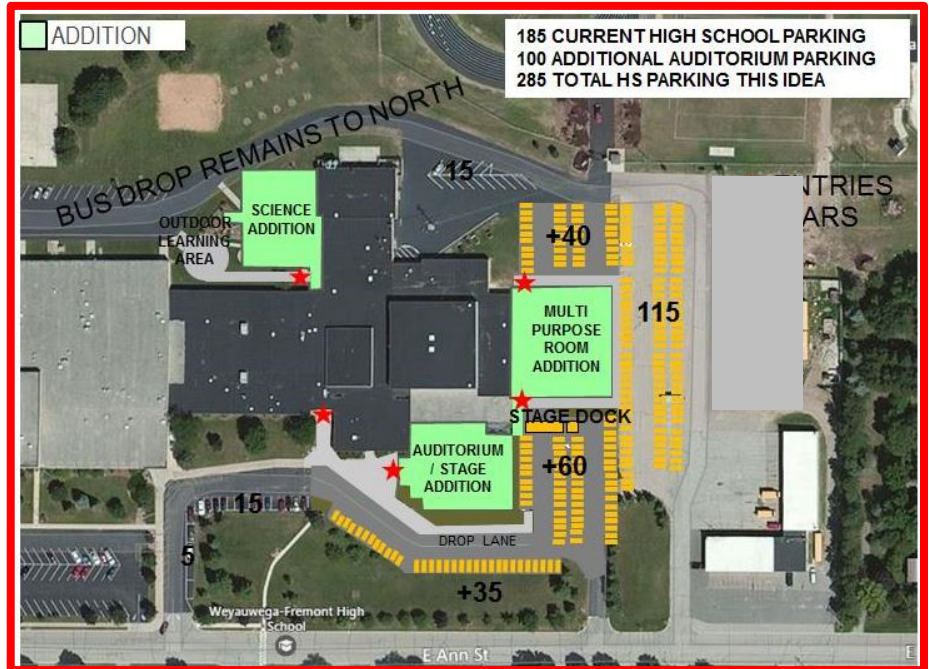 ADDITION
185 CURRENT HIGH SCHOOL PARKING
100 ADDITIONAL AUDITORIUM PARKING
285 TOTAL HS PARKING THIS IDEA
BUS DROP REMAINS TO NORTH
15
SCIENCE
ADDITION
OUTDOOR
LEARNING
AREA
+40
115
MULTI
PURPOSE
ROOM
ADDITION
STAGE DOCK
AUDITORIUM
/ STAGE
ADDITION
+60
15
5
DROP LANE
+35
Weyauwega-Fremont High
School
E Ann St
E